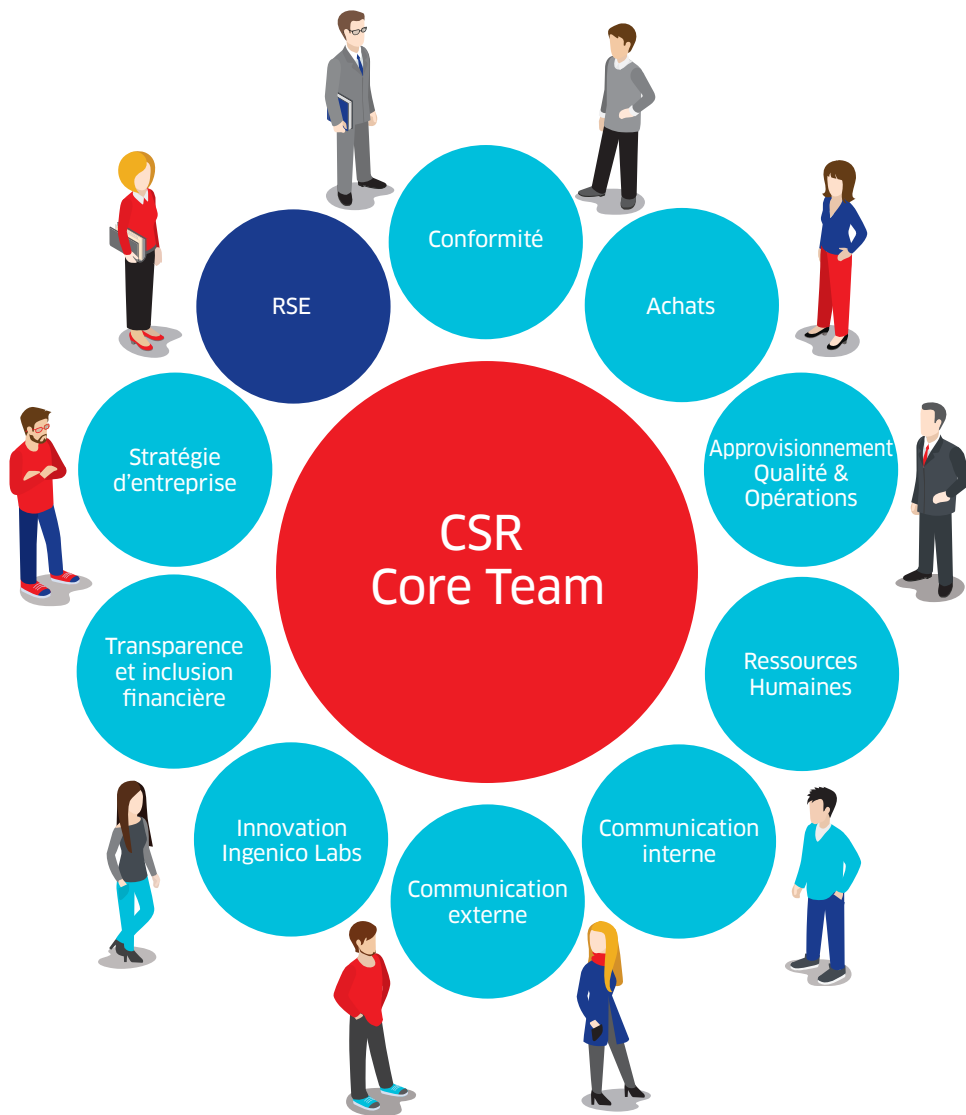 Conformité
RSE
Achats
Stratégie
d'entreprise
Approvisionnement
Qualité &
Opérations
CSR
Core Team
Transparence
et inclusion
financière
Ressources
Humaines
Innovation
Ingenico Labs
Communication
interne
Communication
externe